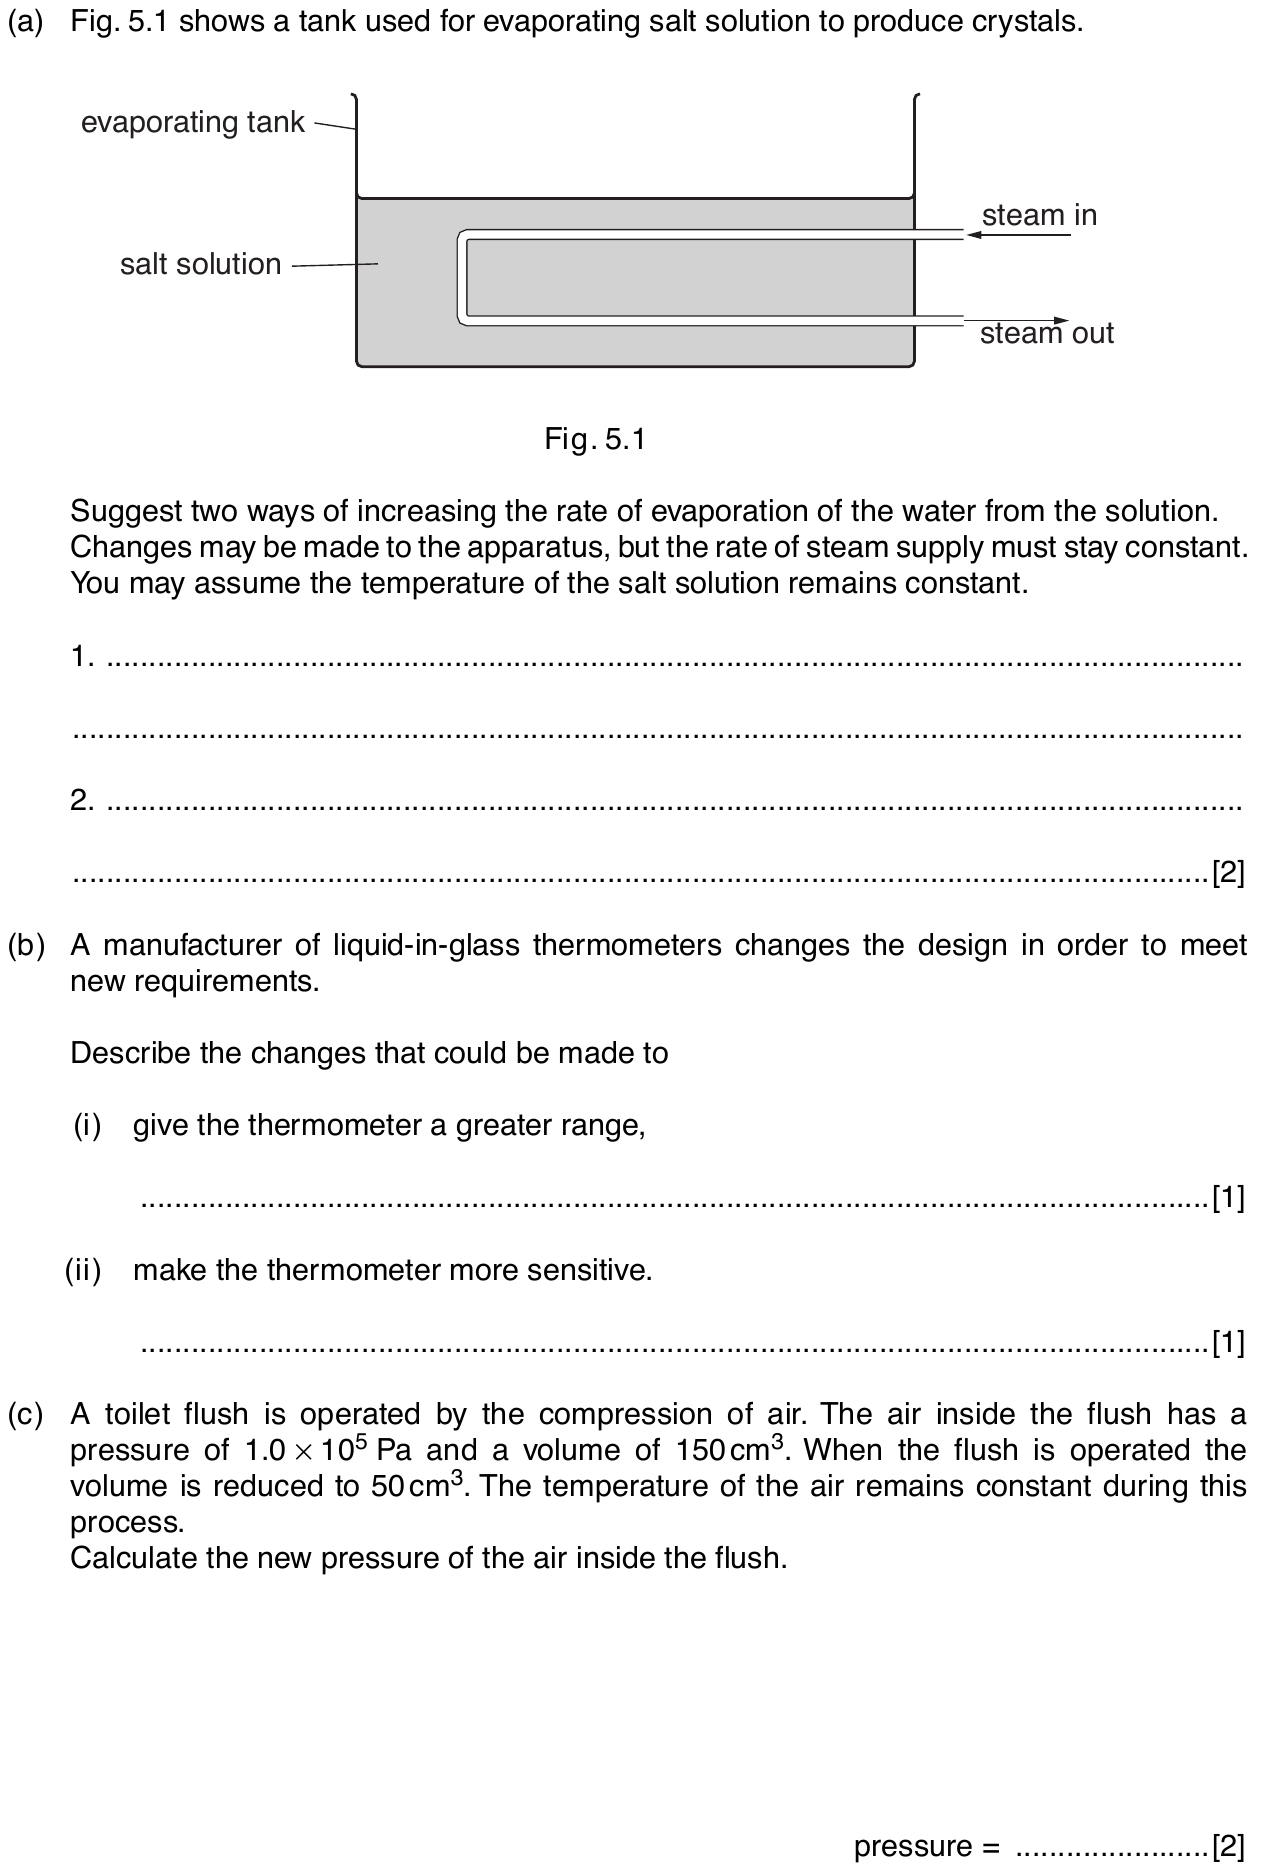 (a) Fig. 5.1 shows a tank used for evaporating salt solution to produce crystals.
evaporating tank
steam in
salt solution
steam out
Fig. 5.1
Suggest two ways of increasing the rate of evaporation of the water from the solution.
Changes may be made to the apparatus, but the rate of steam supply must stay constant.
You may assume the temperature of the salt solution remains constant.
1. ..........................................................................................................................
..........................................................................................................................
2. ..........................................................................................................................
..........................................................................................................................[2]
(b) A manufacturer of liquid-in-glass thermometers changes the design in order to meet
new requirements.
Describe the changes that could be made to
(i) give the thermometer a greater range,
..........................................................................................................................[1]
(ii) make the thermometer more sensitive.
..........................................................................................................................[1]
(c) A toilet flush is operated by the compression of air. The air inside the flush has a
pressure of 1.0 × 10⁵ Pa and a volume of 150 cm³. When the flush is operated the
volume is reduced to 50 cm³. The temperature of the air remains constant during this
process.
Calculate the new pressure of the air inside the flush.
pressure = .......................[2]